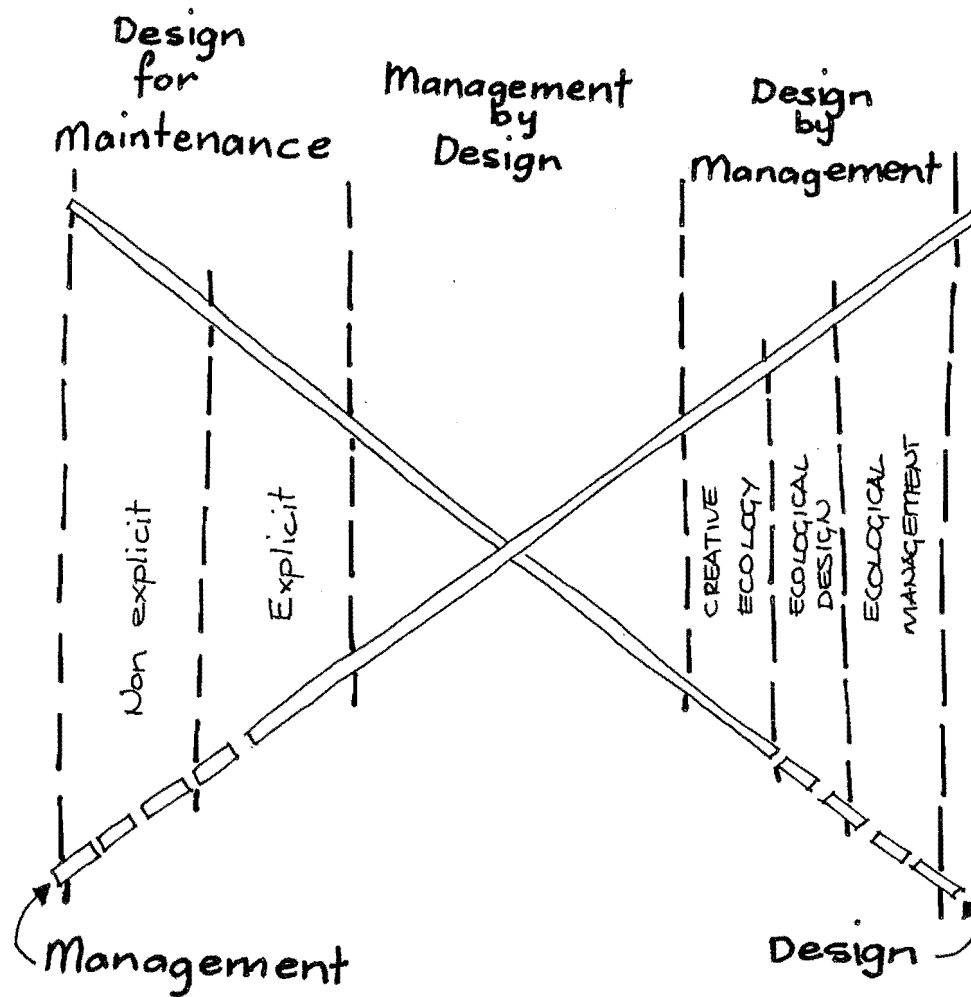 Design
for
Maintenance
Management
by
Design
Design
by
Management
Non explicit
Explicit
CREATIVE
ECOLOGY
ECOLOGICAL
DESIGN
ECOLOGICAL
MANAGEMENT
Management
Design